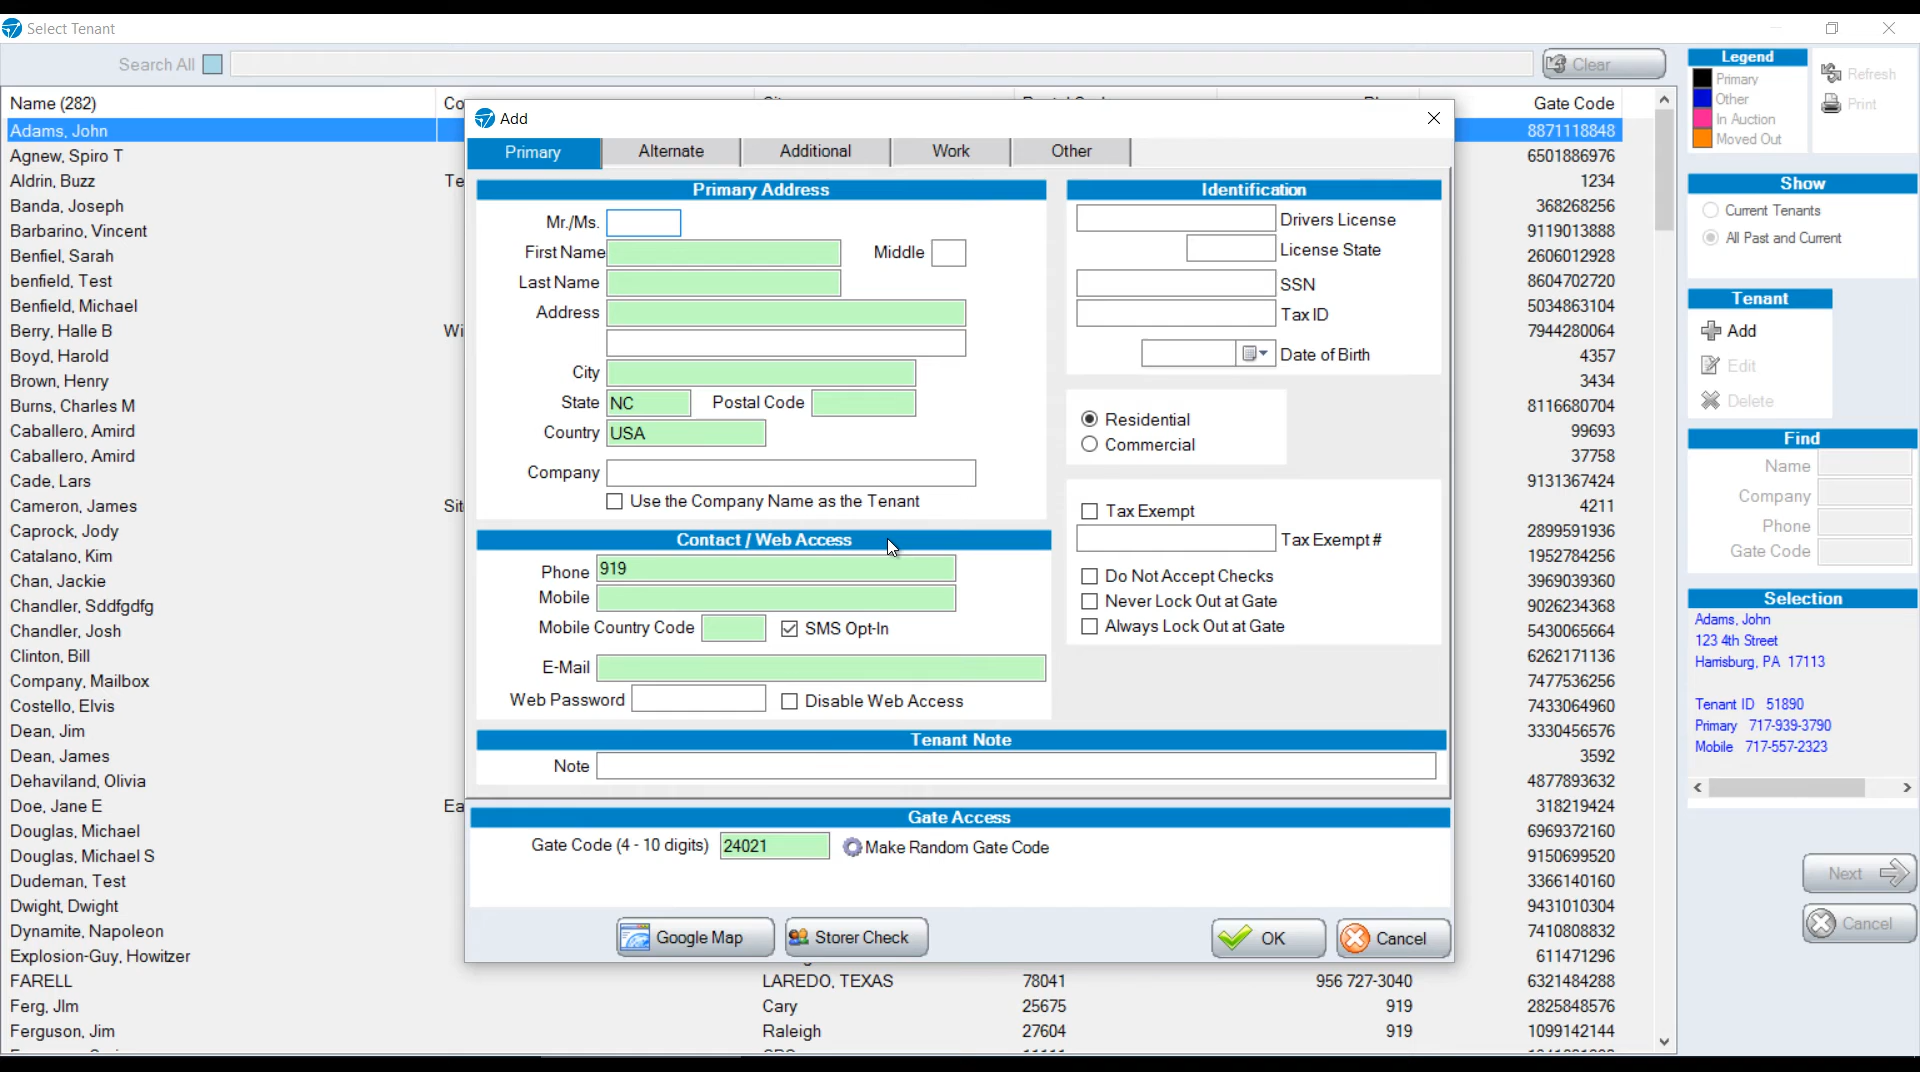 Select Tenant
Search All
Clear
Name (282)
Gate Code
Adams, John
8871118848
Agnew, Spiro T
6501886976
Aldrin, Buzz
Te
1234
Banda, Joseph
368268256
Barbarino, Vincent
9119013888
Benfiel, Sarah
2606012928
benfield, Test
8604702720
Benfield, Michael
5034863104
Berry, Halle B
Wi
7944280064
Boyd, Harold
4357
Brown, Henry
3434
Burns, Charles M
8116680704
Caballero, Amird
99693
Caballero, Amird
37758
Cade, Lars
9131367424
Cameron, James
Sit
4211
Caprock, Jody
2899591936
Catalano, Kim
1952784256
Chan, Jackie
3969039360
Chandler, Sddfgdfg
9026234368
Chandler, Josh
5430065664
Clinton, Bill
6262171136
Company, Mailbox
7477536256
Costello, Elvis
7433064960
Dean, Jim
3330456576
Dean, James
3592
Dehaviland, Olivia
4877893632
Doe, Jane E
Ea
318219424
Douglas, Michael
6969372160
Douglas, Michael S
9150699520
Dudeman, Test
3366140160
Dwight, Dwight
9431010304
Dynamite, Napoleon
7410808832
Explosion-Guy, Howitzer
611471296
FARELL
LAREDO, TEXAS
78041
956 727-3040
6321484288
Ferg, JIm
Cary
25675
919
2825848576
Ferguson, Jim
Raleigh
27604
919
1099142144
Add
Primary
Alternate
Additional
Work
Other
Primary Address
Mr./Ms.
First Name
Middle
Last Name
Address
City
State NC
Postal Code
Country USA
Company
Use the Company Name as the Tenant
Contact / Web Access
Phone 919
Mobile
Mobile Country Code
SMS Opt-In
E-Mail
Web Password
Disable Web Access
Identification
Drivers License
License State
SSN
Tax ID
Date of Birth
Residential
Commercial
Tax Exempt
Tax Exempt #
Do Not Accept Checks
Never Lock Out at Gate
Always Lock Out at Gate
Tenant Note
Note
Gate Access
Gate Code (4 - 10 digits) 24021
Make Random Gate Code
Google Map
Storer Check
OK
Cancel
Legend
Primary
Other
In Auction
Moved Out
Refresh
Print
Show
Current Tenants
All Past and Current
Tenant
Add
Edit
Delete
Find
Name
Company
Phone
Gate Code
Selection
Adams, John
123 4th Street
Harrisburg, PA 17113
Tenant ID 51890
Primary 717-939-3790
Mobile 717-557-2323
Next
Cancel